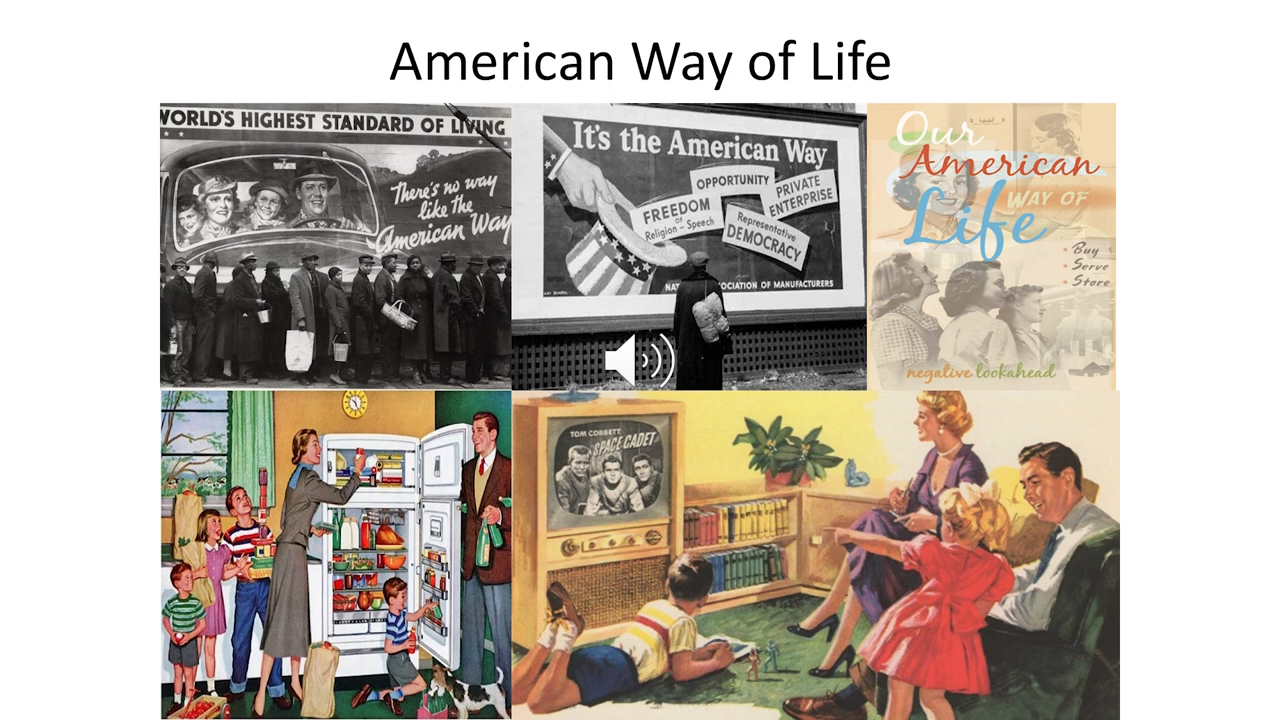 American Way of Life
WORLD'S HIGHEST STANDARD OF LIVING
There's no way
like the
American Way
It's the American Way
OPPORTUNITY
PRIVATE
ENTERPRISE
FREEDOM
of
Religion - Speech
Representative
DEMOCRACY
OCIATION OF MANUFACTURERS
Our
American
WAY OF
Life
• Buy
• Serve
• Store
negative lookahead
TOM CORBETT
SPACE CADET